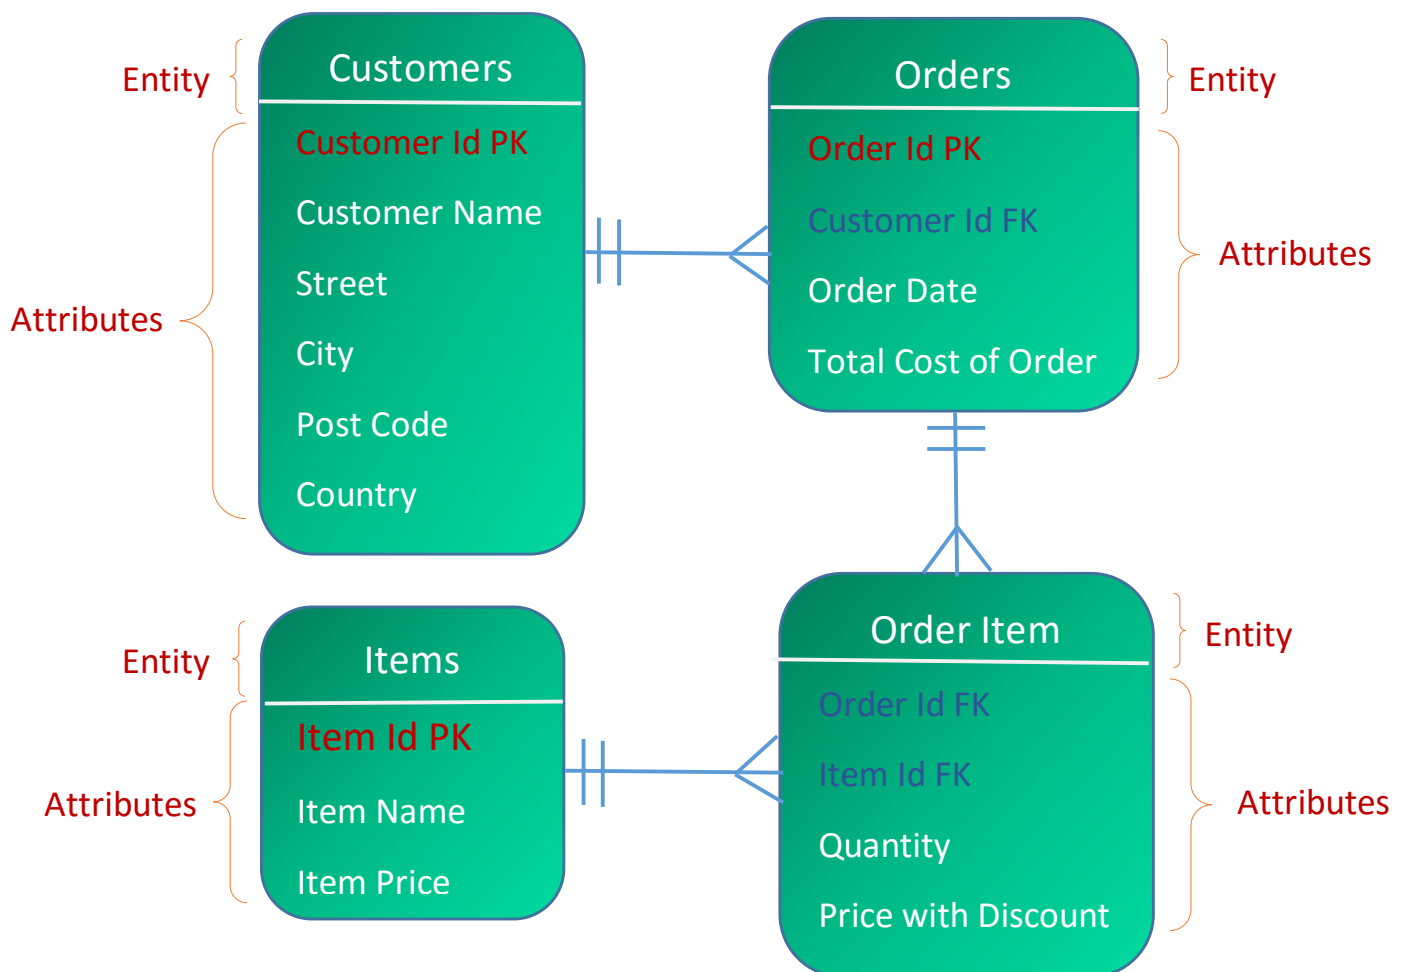 Entity
Customers
Customer Id PK
Customer Name
Street
City
Post Code
Country
Attributes
Orders
Entity
Order Id PK
Customer Id FK
Order Date
Total Cost of Order
Attributes
Entity
Items
Item Id PK
Item Name
Item Price
Attributes
Order Item
Entity
Order Id FK
Item Id FK
Quantity
Price with Discount
Attributes